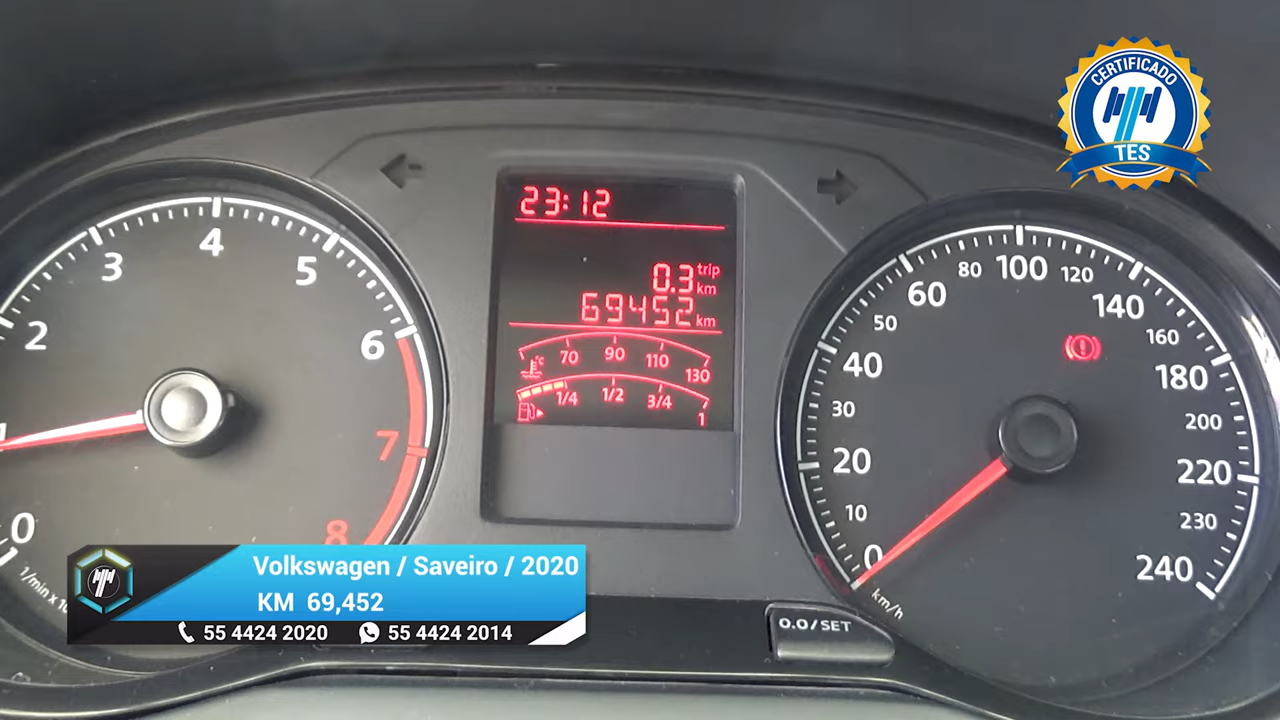 CERTIFICADO
TES
23:12
0.3 trip km
69452 km
70 90 110 130
°C
1/4 1/2 3/4 1
0 1 2 3 4 5 6 7 8
1/min x 10
0 10 20 30 40 50 60 80 100 120 140 160 180 200 220 230 240
km/h
0.0/SET
Volkswagen / Saveiro / 2020
KM 69,452
55 4424 2020 55 4424 2014